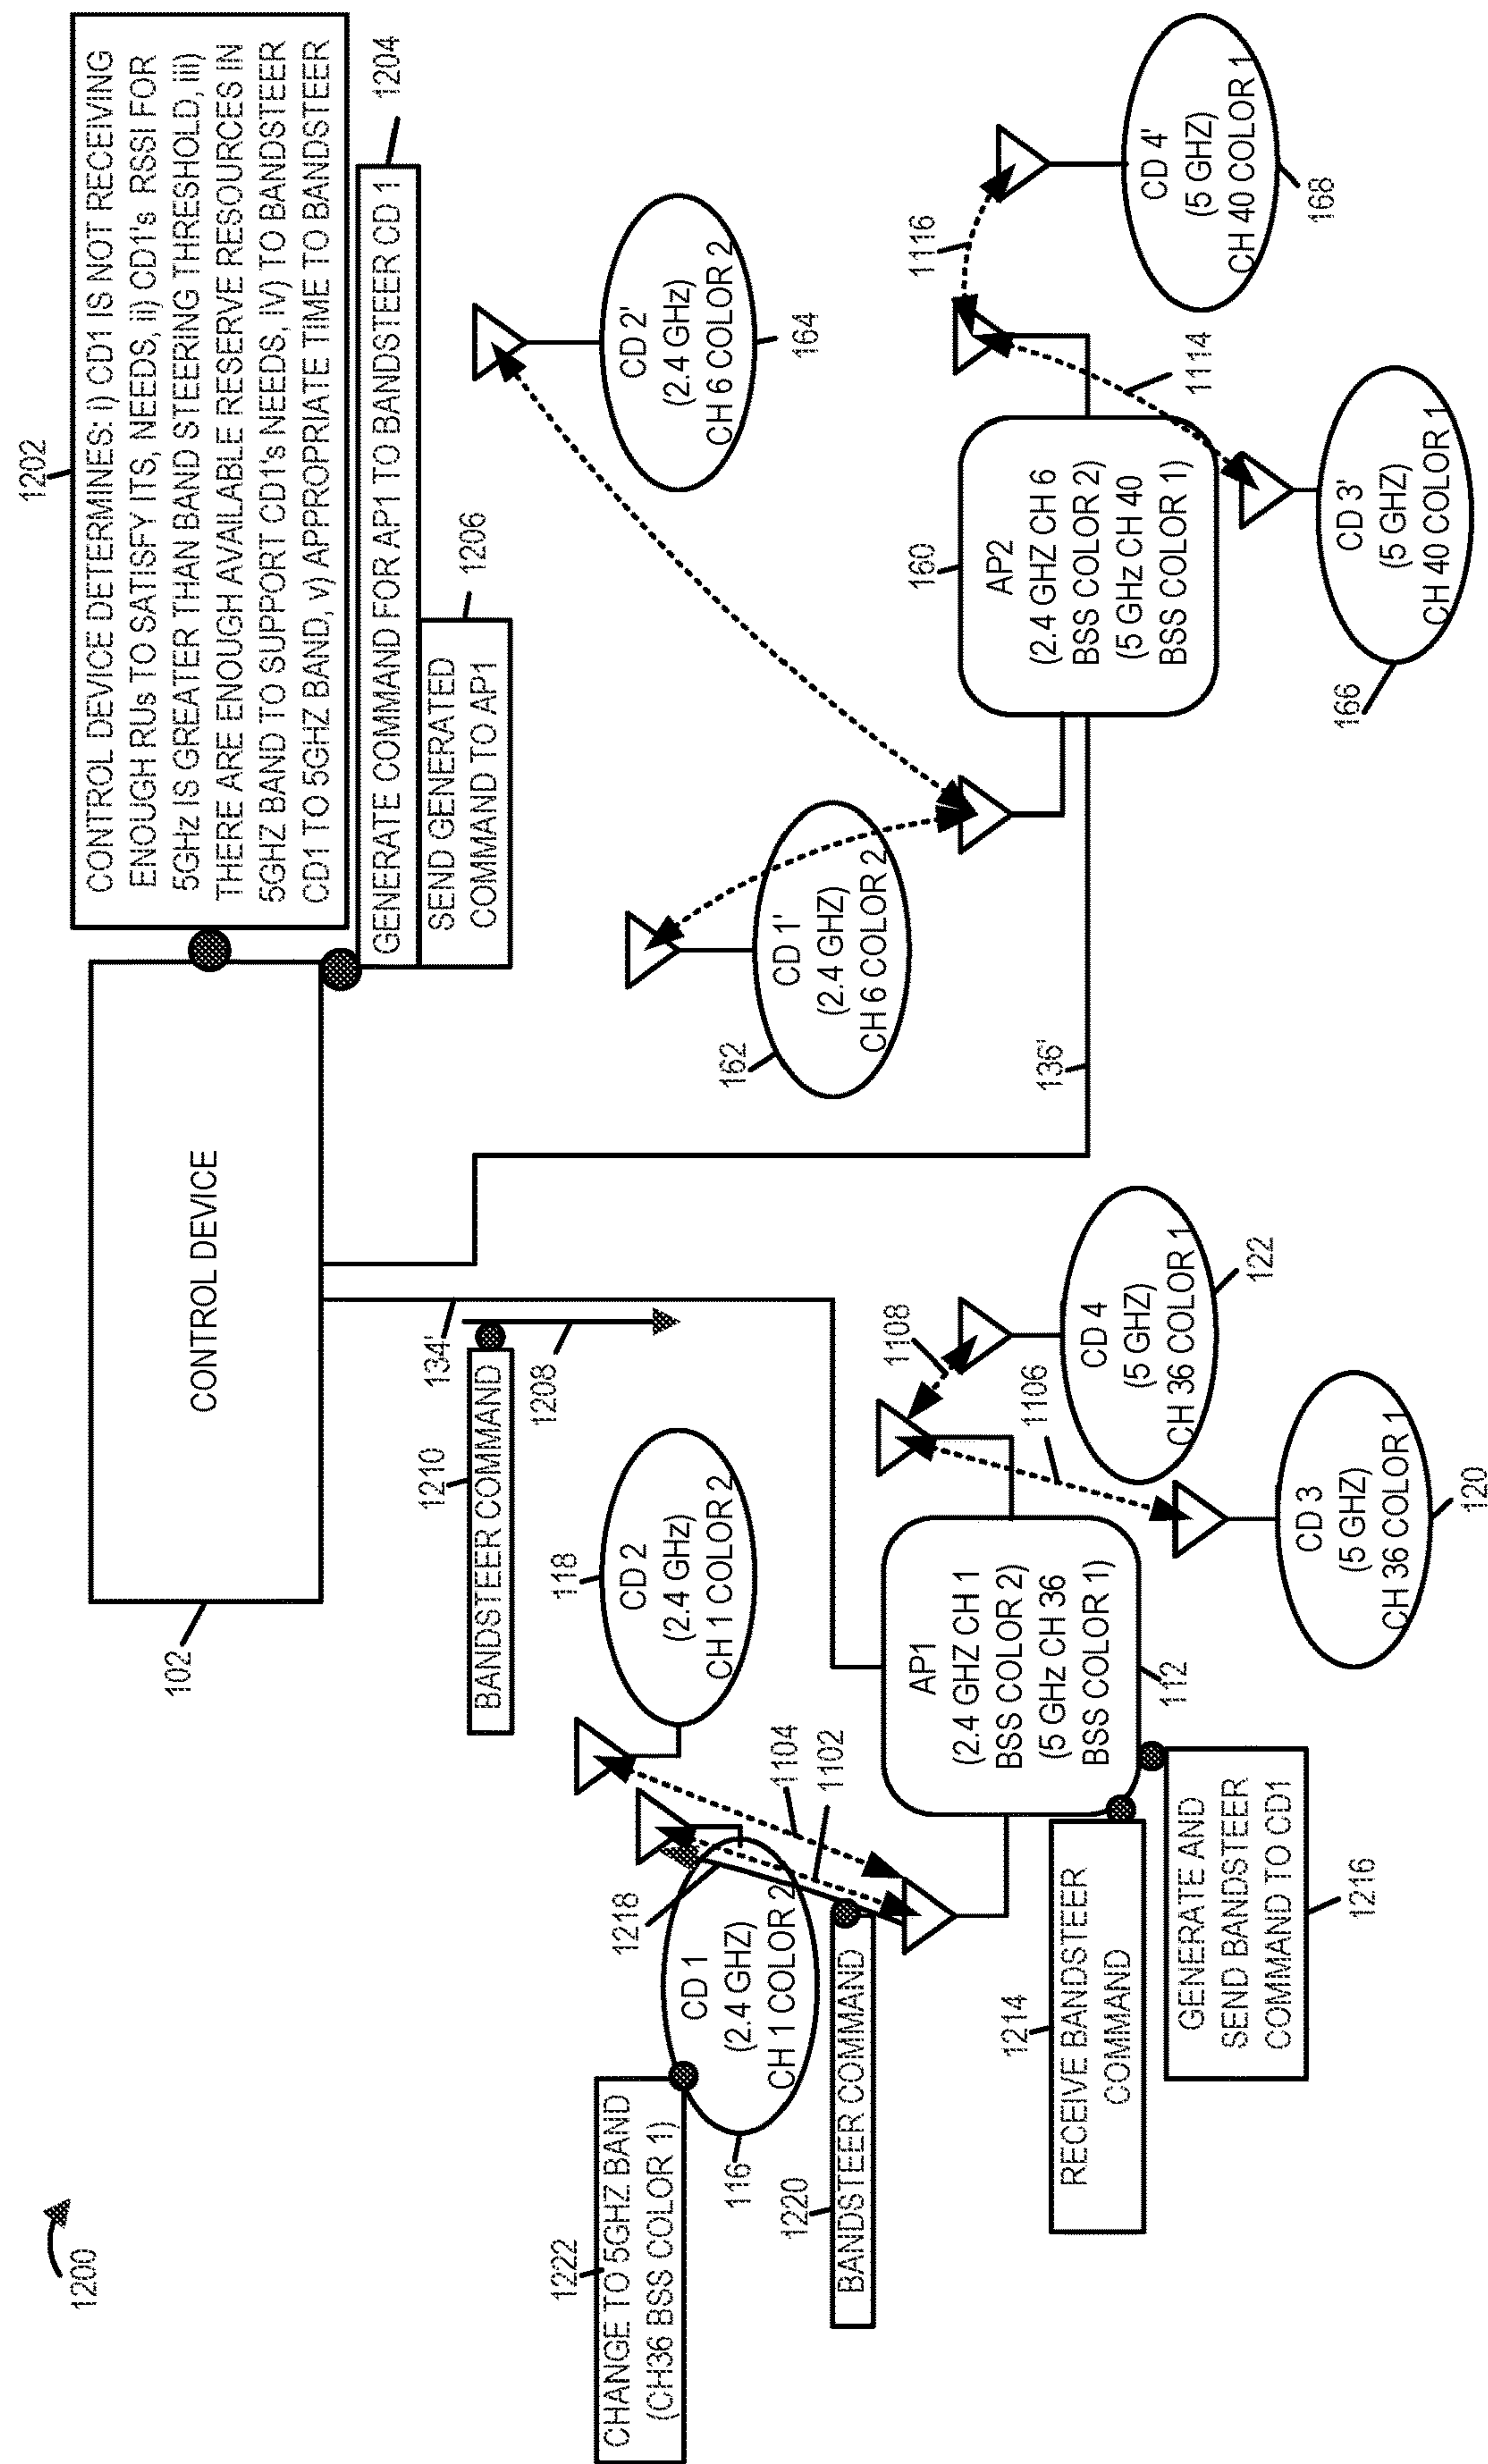 1200
CONTROL DEVICE
102
1202
CONTROL DEVICE DETERMINES: i) CD1 IS NOT RECEIVING
ENOUGH RUs TO SATISFY ITS, NEEDS, ii) CD1's RSSI FOR
5GHz IS GREATER THAN BAND STEERING THRESHOLD, iii)
THERE ARE ENOUGH AVAILABLE RESERVE RESOURCES IN
5GHZ BAND TO SUPPORT CD1's NEEDS, IV) TO BANDSTEER
CD1 TO 5GHZ BAND, v) APPROPRIATE TIME TO BANDSTEER
GENERATE COMMAND FOR AP1 TO BANDSTEER CD 1
1204
SEND GENERATED
COMMAND TO AP1
1206
134'
1210
BANDSTEER COMMAND
1208
1222
CHANGE TO 5GHZ BAND
(CH36 BSS COLOR 1)
CD 1
(2.4 GHZ)
CH 1 COLOR 2
116
1218
118
CD 2
(2.4 GHz)
CH 1 COLOR 2
1104
1102
1220
BANDSTEER COMMAND
AP1
(2.4 GHZ CH 1
BSS COLOR 2)
(5 GHz CH 36
BSS COLOR 1)
112
1214
RECEIVE BANDSTEER
COMMAND
GENERATE AND
SEND BANDSTEER
COMMAND TO CD1
1216
1108
1106
CD 4
(5 GHZ)
CH 36 COLOR 1
122
CD 3
(5 GHZ)
CH 36 COLOR 1
120
136'
CD 1'
(2.4 GHZ)
CH 6 COLOR 2
162
CD 2'
(2.4 GHz)
CH 6 COLOR 2
164
160
AP2
(2.4 GHZ CH 6
BSS COLOR 2)
(5 GHz CH 40
BSS COLOR 1)
1116
1114
CD 4'
(5 GHZ)
CH 40 COLOR 1
168
CD 3'
(5 GHZ)
CH 40 COLOR 1
166